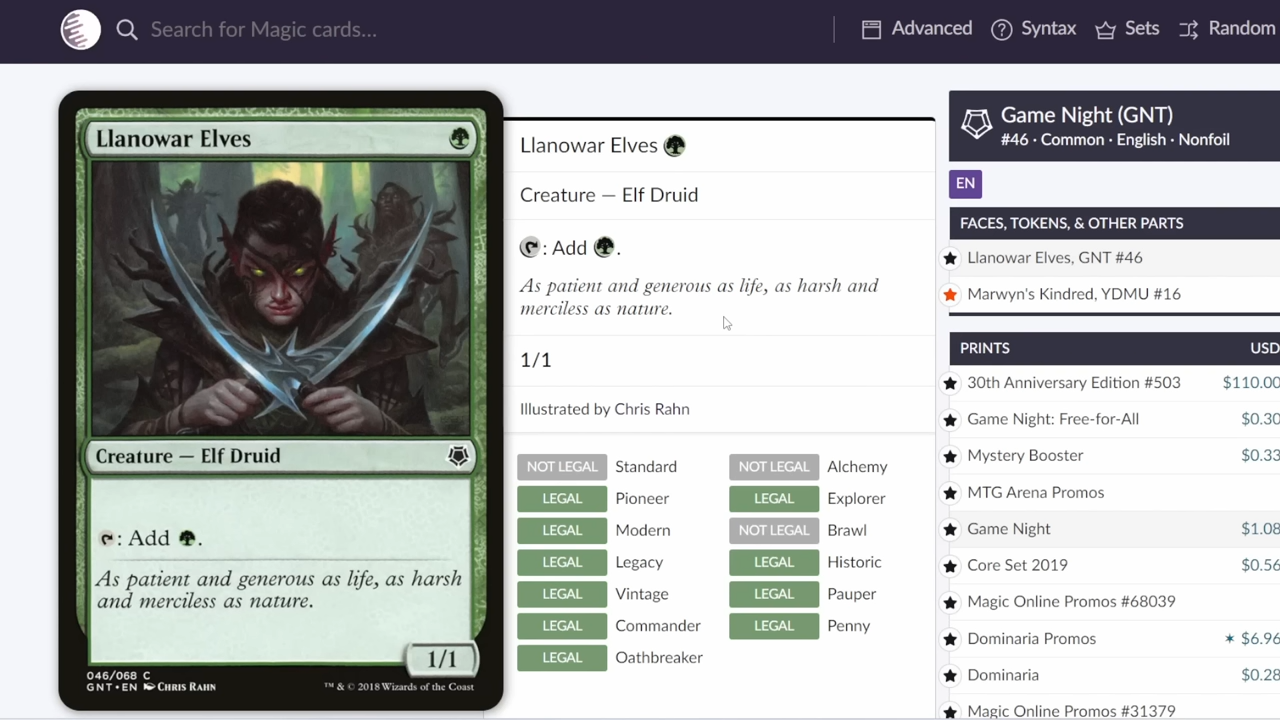 Search for Magic cards...
Advanced
Syntax
Sets
Random
Llanowar Elves
Creature — Elf Druid
: Add .
As patient and generous as life, as harsh
and merciless as nature.
1/1
046/068 C
GNT • EN CHRIS RAHN
™ & © 2018 Wizards of the Coast
Llanowar Elves
Creature — Elf Druid
: Add .
As patient and generous as life, as harsh and
merciless as nature.
1/1
Illustrated by Chris Rahn
NOT LEGAL Standard NOT LEGAL Alchemy
LEGAL Pioneer LEGAL Explorer
LEGAL Modern NOT LEGAL Brawl
LEGAL Legacy LEGAL Historic
LEGAL Vintage LEGAL Pauper
LEGAL Commander LEGAL Penny
LEGAL Oathbreaker
Game Night (GNT)
#46 · Common · English · Nonfoil
EN
FACES, TOKENS, & OTHER PARTS
Llanowar Elves, GNT #46
Marwyn's Kindred, YDMU #16
PRINTS USD
30th Anniversary Edition #503 $110.00
Game Night: Free-for-All $0.30
Mystery Booster $0.33
MTG Arena Promos
Game Night $1.08
Core Set 2019 $0.56
Magic Online Promos #68039
Dominaria Promos ✶ $6.96
Dominaria $0.28
Magic Online Promos #31379